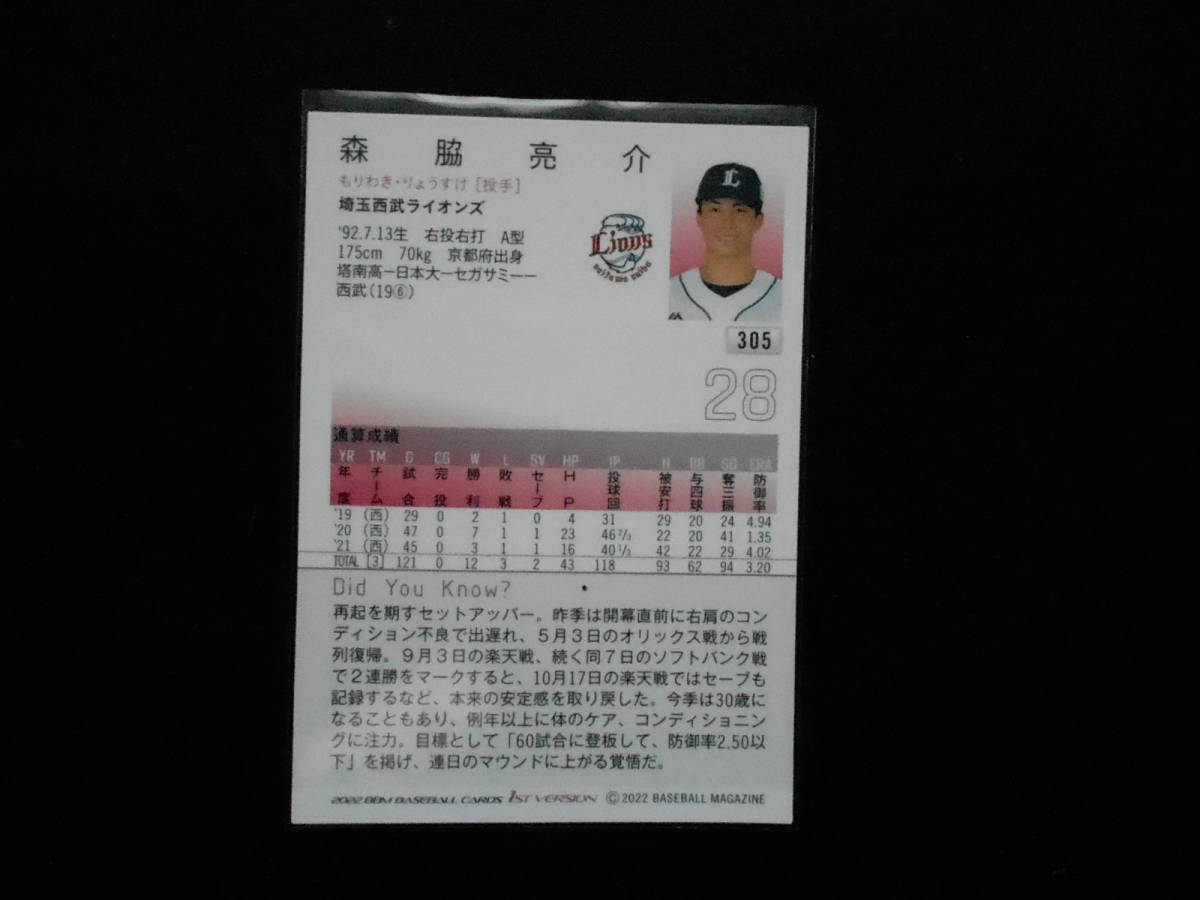 森脇亮介
もりわき・りょうすけ [投手]
埼玉西武ライオンズ
'92.7.13生 右投右打 A型
175cm 70kg 京都府出身
塔南高ー日本大ーセガサミーー
西武(19⑥)
L
Lions
305
28
通算成績
YR TM G CG W L SV HP IP H BB SO ERA
年度 チーム 試合 完投 勝利 敗戦 セーブ HP 投球回 被安打 与四球 奪三振 防御率
'19 (西) 29 0 2 1 0 4 31 29 20 24 4.94
'20 (西) 47 0 7 1 1 23 46 2/3 22 20 41 1.35
'21 (西) 45 0 3 1 1 16 40 1/3 42 22 29 4.02
TOTAL [3] 121 0 12 3 2 43 118 93 62 94 3.20
Did You Know?
再起を期すセットアッパー。昨季は開幕直前に右肩のコン
ディション不良で出遅れ、5月3日のオリックス戦から戦
列復帰。9月3日の楽天戦、続く同7日のソフトバンク戦
で2連勝をマークすると、10月17日の楽天戦ではセーブも
記録するなど、本来の安定感を取り戻した。今季は30歳に
なることもあり、例年以上に体のケア、コンディショニン
グに注力。目標として「60試合に登板して、防御率2.50以
下」を掲げ、連日のマウンドに上がる覚悟だ。
2022 BBM BASEBALL CARDS 1ST VERSION ©2022 BASEBALL MAGAZINE